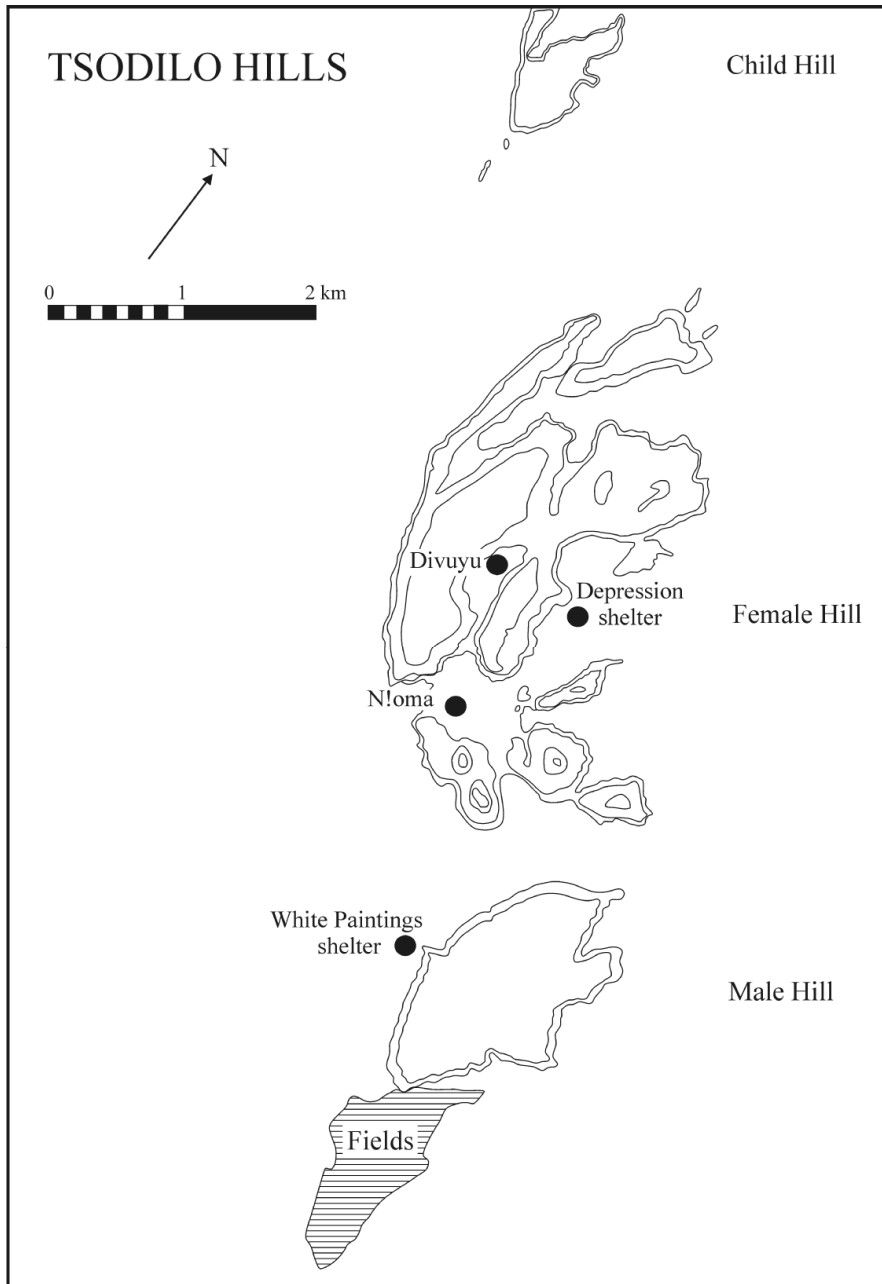 TSODILO HILLS
Child Hill
N
0 1 2 km
Divuyu
Depression
shelter
Female Hill
N!oma
White Paintings
shelter
Male Hill
Fields